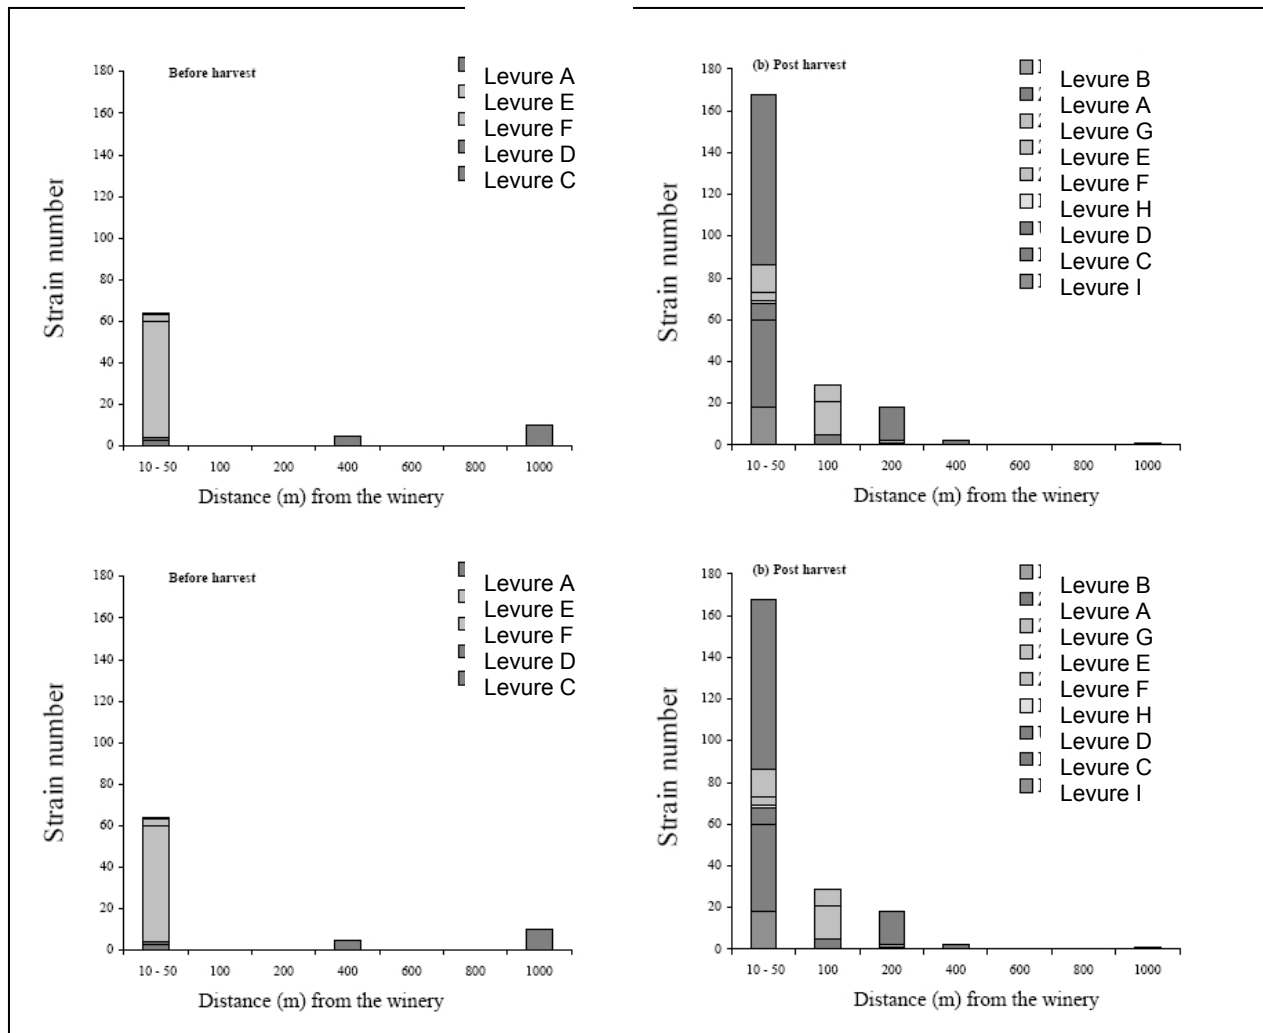 Before harvest
Levure A
Levure E
Levure F
Levure D
Levure C
180
160
140
120
100
80
60
40
20
0
Strain number
10 - 50 100 200 400 600 800 1000
Distance (m) from the winery
(b) Post harvest
Levure B
Levure A
Levure G
Levure E
Levure F
Levure H
Levure D
Levure C
Levure I
180
160
140
120
100
80
60
40
20
0
Strain number
10 - 50 100 200 400 600 800 1000
Distance (m) from the winery
Before harvest
Levure A
Levure E
Levure F
Levure D
Levure C
180
160
140
120
100
80
60
40
20
0
Strain number
10 - 50 100 200 400 600 800 1000
Distance (m) from the winery
(b) Post harvest
Levure B
Levure A
Levure G
Levure E
Levure F
Levure H
Levure D
Levure C
Levure I
180
160
140
120
100
80
60
40
20
0
Strain number
10 - 50 100 200 400 600 800 1000
Distance (m) from the winery